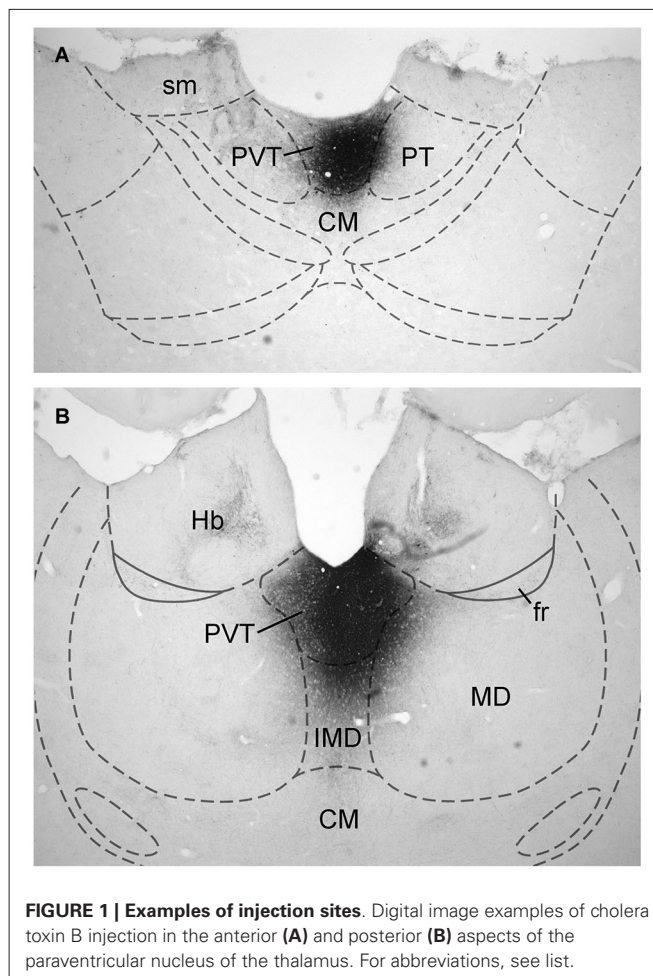 A
sm
PVT
PT
CM
B
Hb
PVT
fr
MD
IMD
CM
FIGURE 1 | Examples of injection sites. Digital image examples of cholera
toxin B injection in the anterior (A) and posterior (B) aspects of the
paraventricular nucleus of the thalamus. For abbreviations, see list.